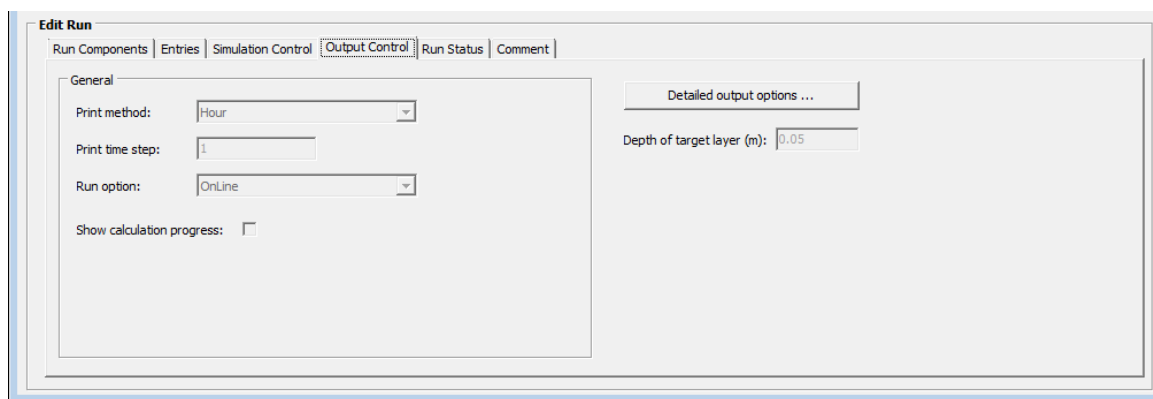 Edit Run
Run Components Entries Simulation Control Output Control Run Status Comment
General
Print method: Hour
Print time step: 1
Run option: OnLine
Show calculation progress:
Detailed output options ...
Depth of target layer (m): 0.05